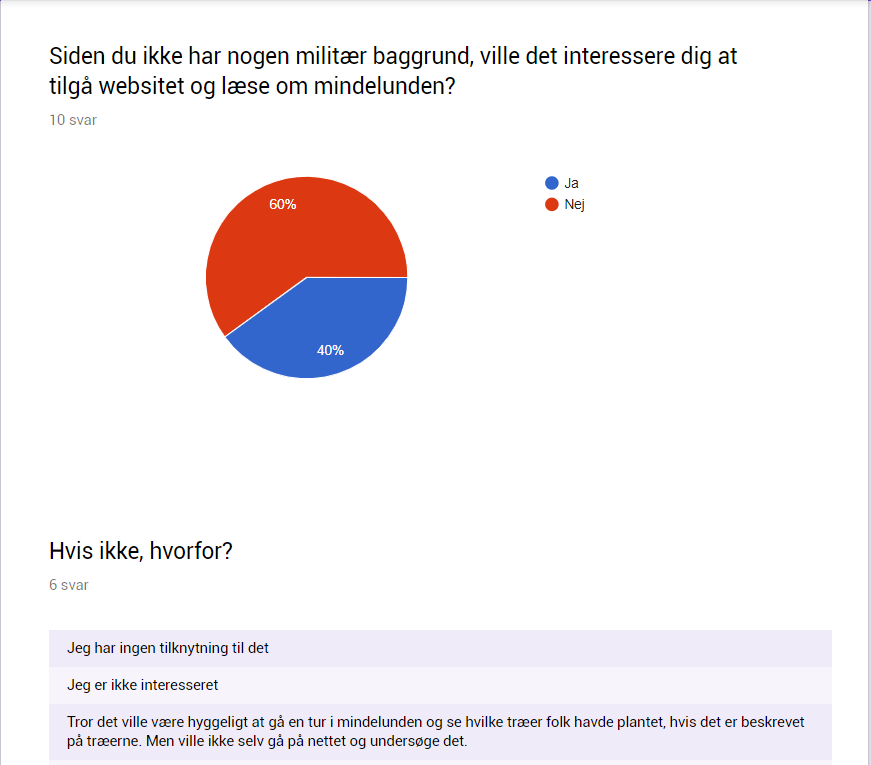 Siden du ikke har nogen militær baggrund, ville det interessere dig at
tilgå websitet og læse om mindelunden?
10 svar
Ja
Nej
60%
40%
Hvis ikke, hvorfor?
6 svar
Jeg har ingen tilknytning til det
Jeg er ikke interesseret
Tror det ville være hyggeligt at gå en tur i mindelunden og se hvilke træer folk havde plantet, hvis det er beskrevet
på træerne. Men ville ikke selv gå på nettet og undersøge det.